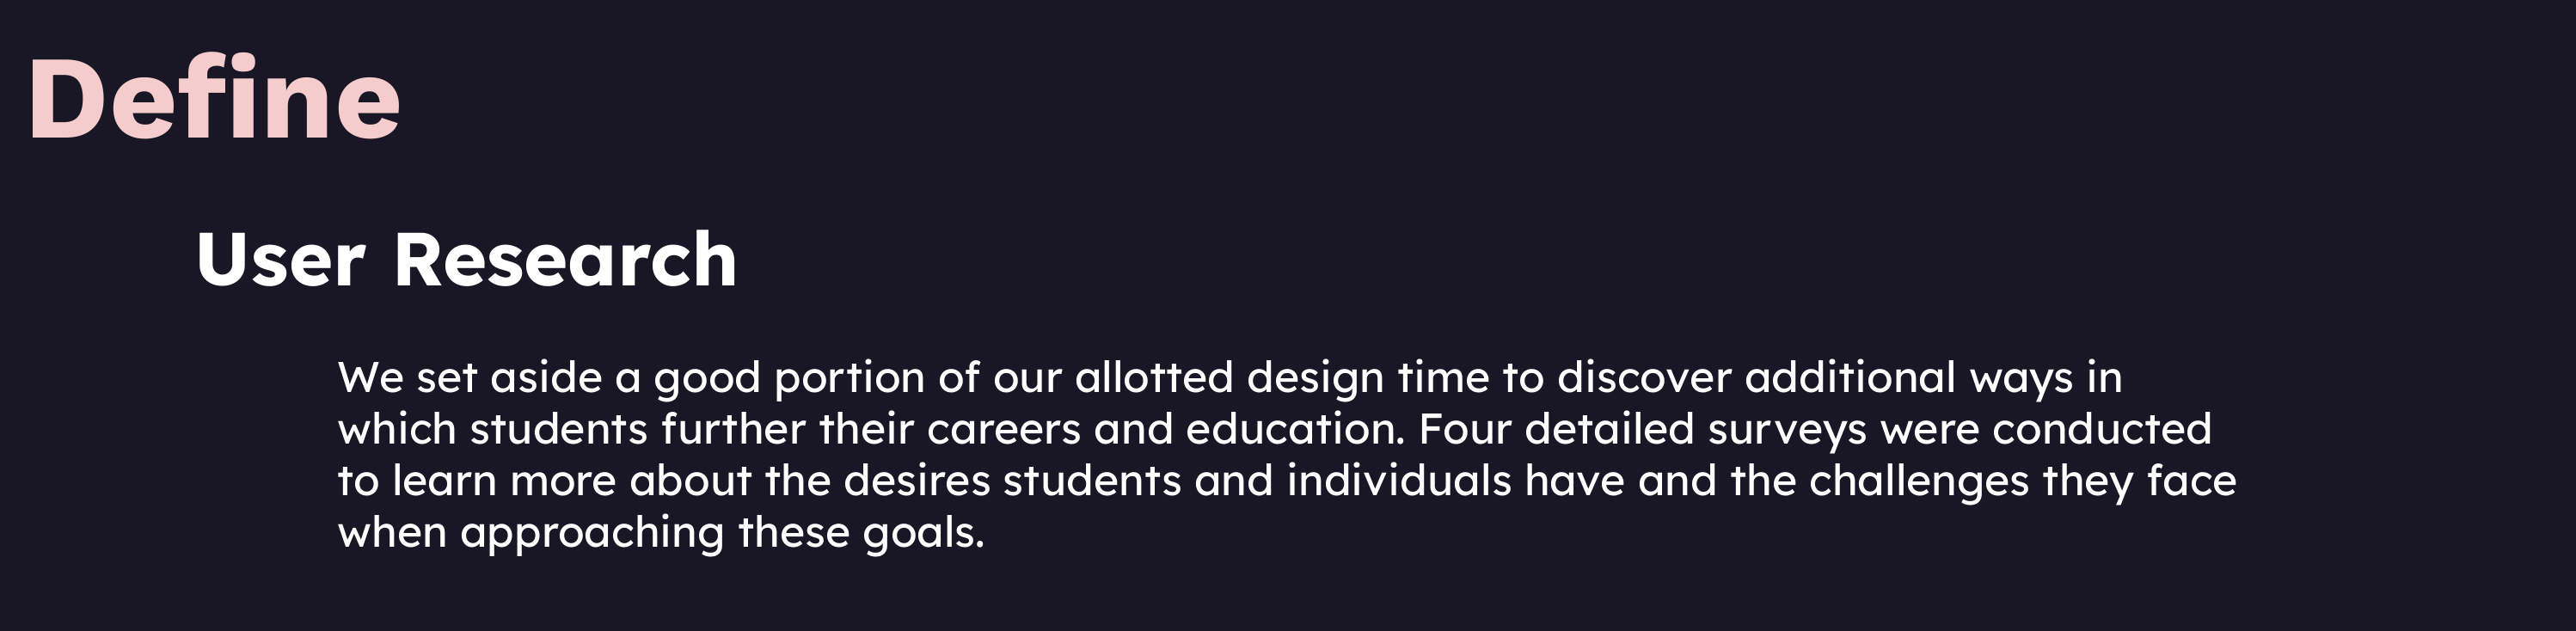 Define
User Research
We set aside a good portion of our allotted design time to discover additional ways in
which students further their careers and education. Four detailed surveys were conducted
to learn more about the desires students and individuals have and the challenges they face
when approaching these goals.